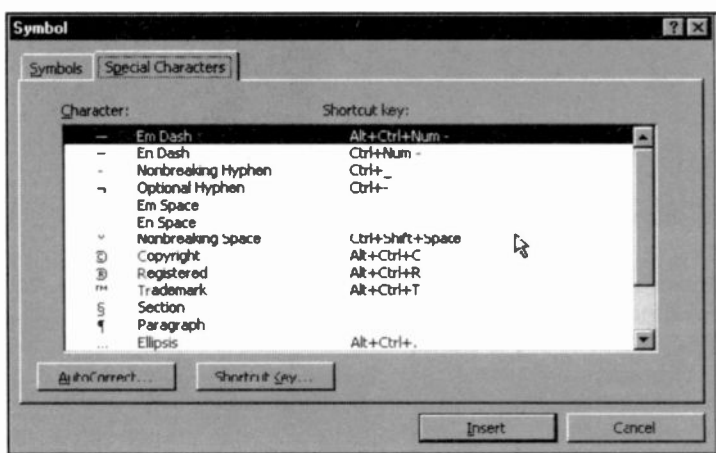 Symbol
Symbols Special Characters
Character: Shortcut key:
— Em Dash Alt+Ctrl+Num -
– En Dash Ctrl+Num -
- Nonbreaking Hyphen Ctrl+_
¬ Optional Hyphen Ctrl+-
Em Space
En Space
° Nonbreaking Space Ctrl+Shift+Space
© Copyright Alt+Ctrl+C
® Registered Alt+Ctrl+R
™ Trademark Alt+Ctrl+T
§ Section
¶ Paragraph
... Ellipsis Alt+Ctrl+.
AutoCorrect... Shortcut Key...
Insert Cancel